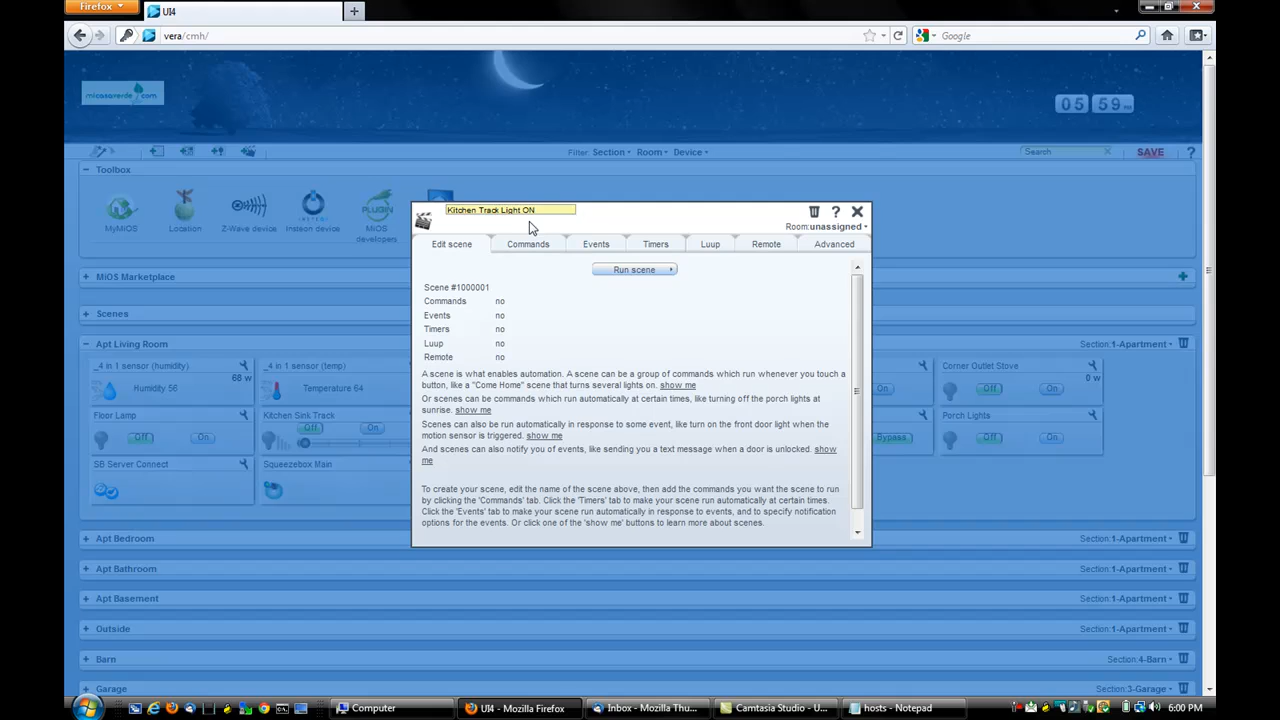 Firefox
UI4
vera/cmh/
Google
micasaverde.com
05 59
Filter: Section Room Device
Search
SAVE ?
Toolbox
MyMiOS
Location
Z-Wave device
Insteon device
PLUGIN
MiOS developers
MiOS Marketplace
Scenes
Apt Living Room
Section:1-Apartment
_4 in 1 sensor (humidity)
68 w
Humidity 56
_4 in 1 sensor (temp)
Temperature 64
On
Corner Outlet Stove
0 w
Off On
Floor Lamp
Off On
Kitchen Sink Track
Off On
Bypass
Porch Lights
Off On
SB Server Connect
Squeezebox Main
Kitchen Track Light ON
?
Room:unassigned
Edit scene Commands Events Timers Luup Remote Advanced
Run scene
Scene #1000001
Commands no
Events no
Timers no
Luup no
Remote no
A scene is what enables automation. A scene can be a group of commands which run whenever you touch a
button, like a "Come Home" scene that turns several lights on. show me
Or scenes can be commands which run automatically at certain times, like turning off the porch lights at
sunrise. show me
Scenes can also be run automatically in response to some event, like turn on the front door light when the
motion sensor is triggered. show me
And scenes can also notify you of events, like sending you a text message when a door is unlocked. show
me
To create your scene, edit the name of the scene above, then add the commands you want the scene to run
by clicking the 'Commands' tab. Click the 'Timers' tab to make your scene run automatically at certain times.
Click the 'Events' tab to make your scene run automatically in response to events, and to specify notification
options for the events. Or click one of the 'show me' buttons to learn more about scenes.
Apt Bedroom
Section:1-Apartment
Apt Bathroom
Section:1-Apartment
Apt Basement
Section:1-Apartment
Outside
Section:1-Apartment
Barn
Section:4-Barn
Garage
Section:3-Garage
Computer
UI4 - Mozilla Firefox
Inbox - Mozilla Thu...
Camtasia Studio - U...
hosts - Notepad
6:00 PM